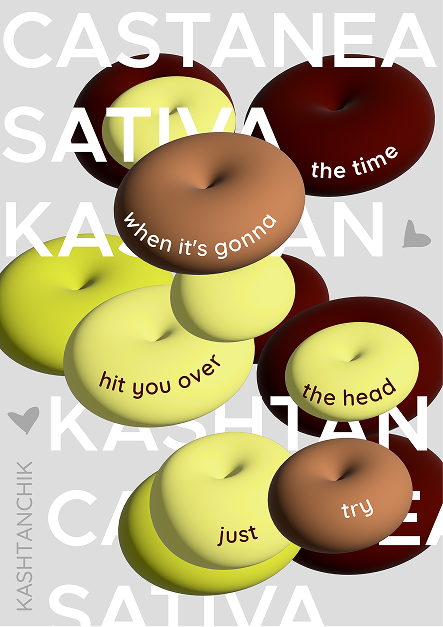 CASTANEA
SATIVA
the time
when it's gonna
KASHTAN
hit you over
the head
KASHTAN
try
just
CASTANEA
SATIVA
KASHTANCHIK